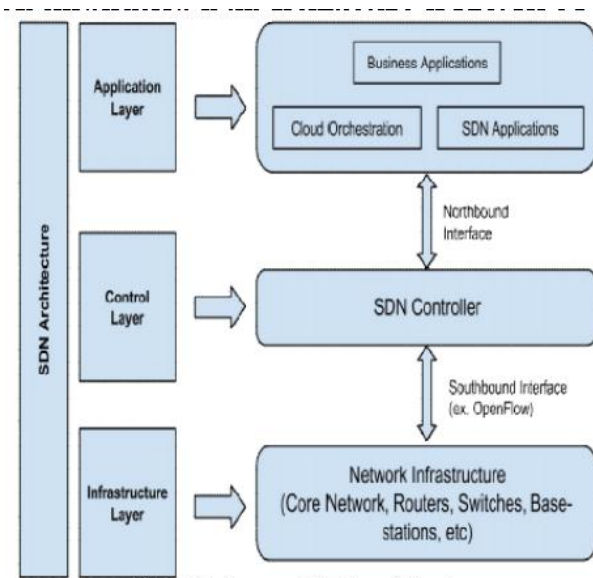 SDN Architecture
Application
Layer
Business Applications
Cloud Orchestration
SDN Applications
Northbound
Interface
Control
Layer
SDN Controller
Southbound Interface
(ex. OpenFlow)
Infrastructure
Layer
Network Infrastructure
(Core Network, Routers, Switches, Base-
stations, etc)